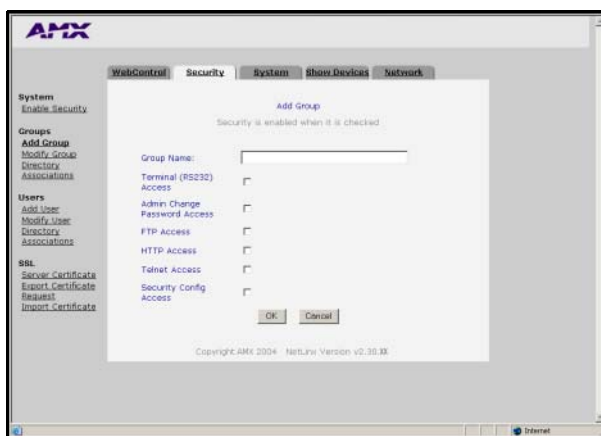 AMX
WebControl Security System Show Devices Network
System
Enable Security
Groups
Add Group
Modify Group
Directory
Associations
Users
Add User
Modify User
Directory
Associations
SSL
Server Certificate
Export Certificate
Request
Import Certificate
Add Group
Security is enabled when it is checked
Group Name:
Terminal (RS232)
Access
Admin Change
Password Access
FTP Access
HTTP Access
Telnet Access
Security Config
Access
OK Cancel
Copyright AMX 2004 NetLinx Version v2.30.XX
Internet